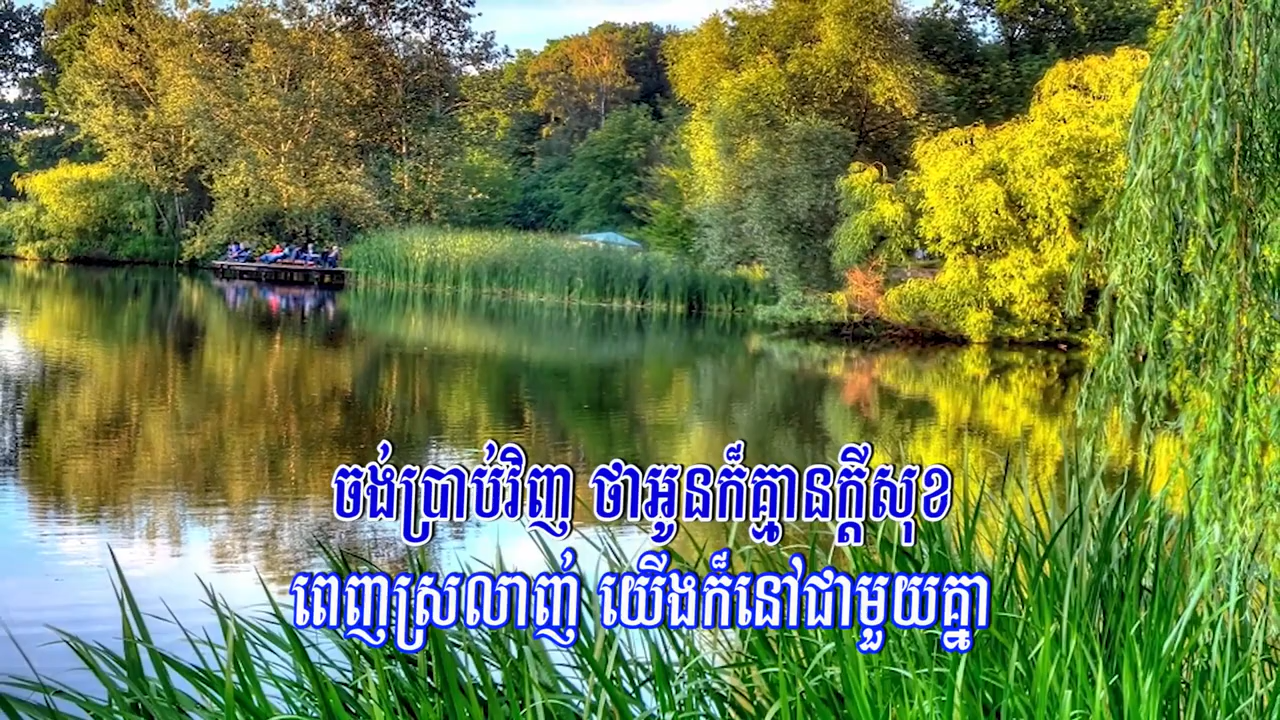 ចង់ប្រាប់វិញ ថាអូនក៏គ្មានក្ដីសុខ
ពេញស្រលាញ់ យើងក៏នៅជាមួយគ្នា